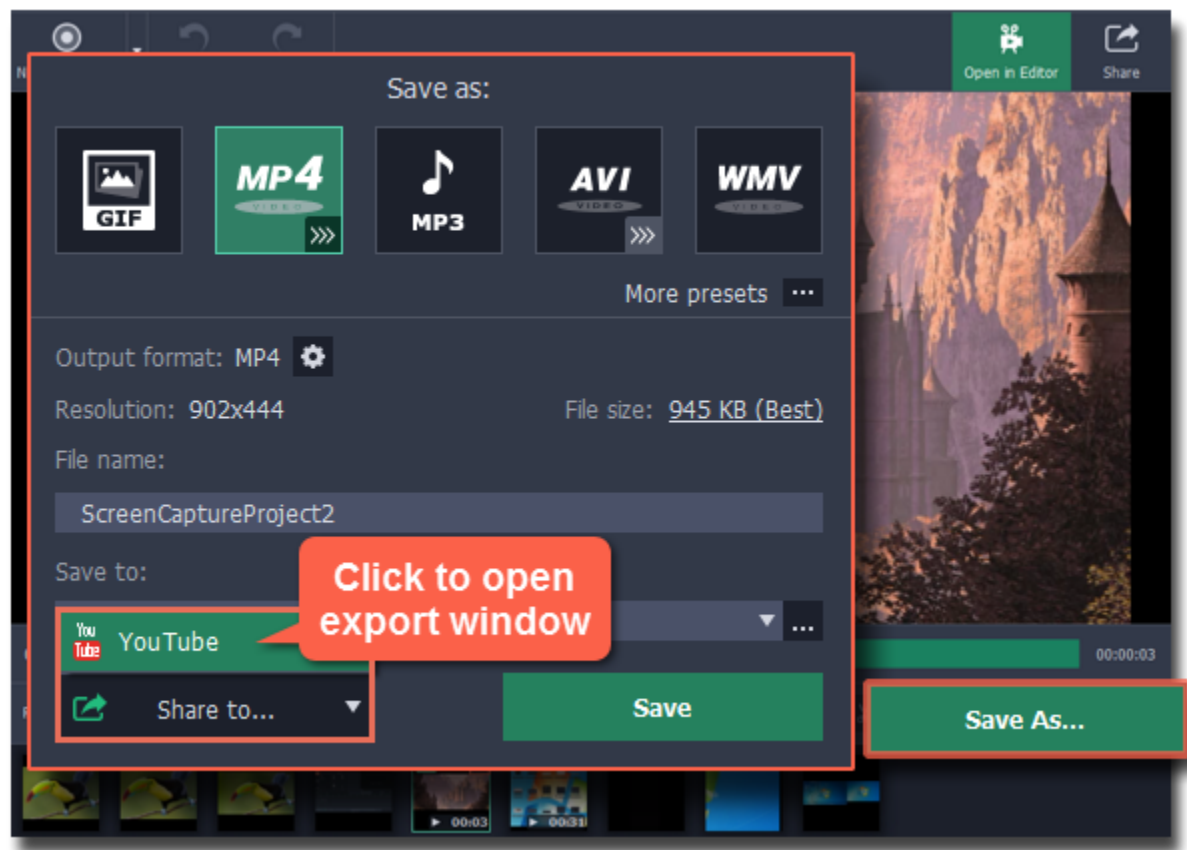 Open in Editor
Share
Save as:
GIF
MP4
VIDEO
MP3
AVI
VIDEO
WMV
VIDEO
More presets ...
Output format: MP4
Resolution: 902x444
File size: 945 KB (Best)
File name:
ScreenCaptureProject2
Save to:
Click to open
export window
...
You
Tube
YouTube
00:00:03
Share to...
Save
Save As...
00:03
00:31